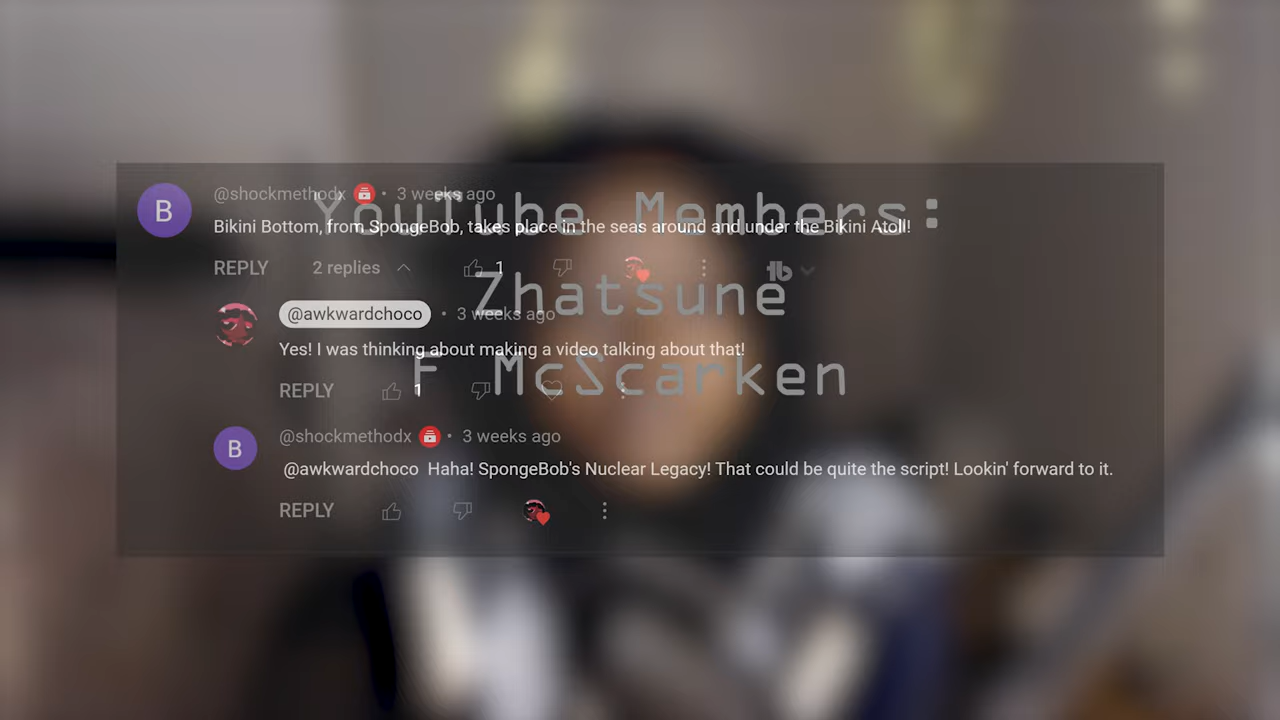 @shockmethodx • 3 weeks ago
YouTube Members:
Bikini Bottom, from SpongeBob, takes place in the seas around and under the Bikini Atoll!
REPLY 2 replies 1 tb
Zhatsune
@awkwardchoco • 3 weeks ago
Yes! I was thinking about making a video talking about that!
F McScarken
REPLY 1
B
@shockmethodx • 3 weeks ago
B
@awkwardchoco Haha! SpongeBob's Nuclear Legacy! That could be quite the script! Lookin' forward to it.
REPLY